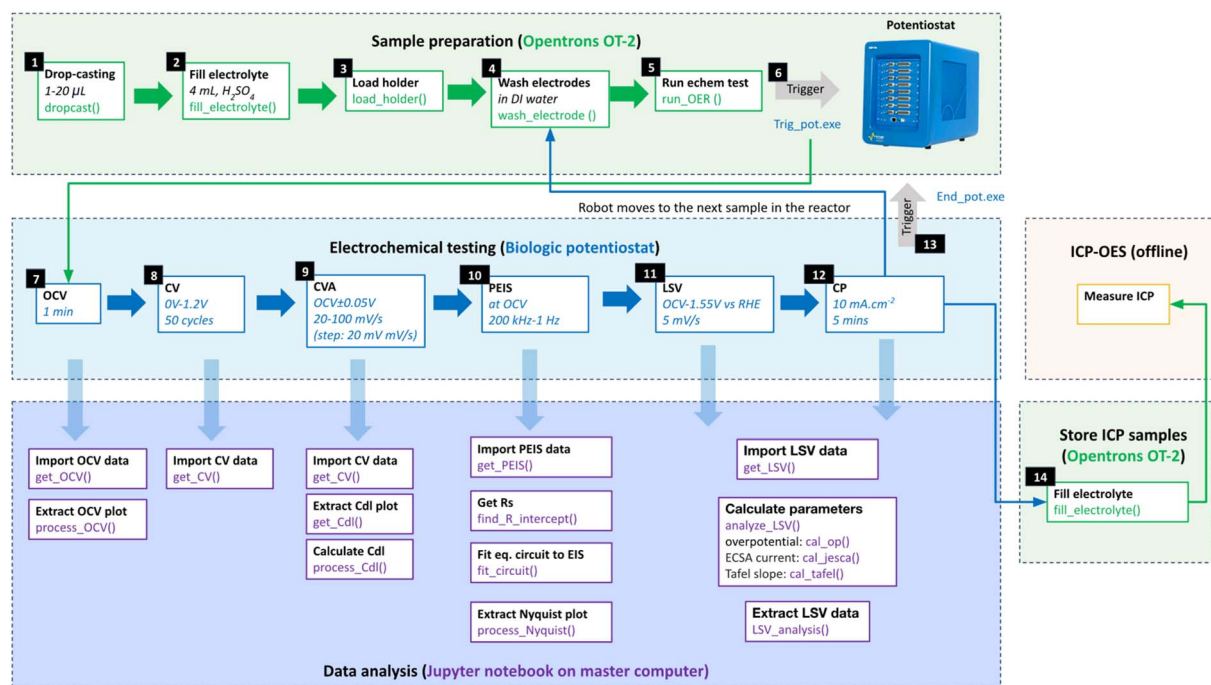 Sample preparation (Opentrons OT-2)
Potentiostat
1
Drop-casting
1-20 µL
dropcast()
2
Fill electrolyte
4 mL, H₂SO₄
fill_electrolyte()
3
Load holder
load_holder()
4
Wash electrodes
in DI water
wash_electrode ()
5
Run echem test
run_OER ()
6
Trigger
Trig_pot.exe
Robot moves to the next sample in the reactor
Trigger
End_pot.exe
13
Electrochemical testing (Biologic potentiostat)
7
OCV
1 min
8
CV
0V-1.2V
50 cycles
9
CVA
OCV±0.05V
20-100 mV/s
(step: 20 mV mV/s)
10
PEIS
at OCV
200 kHz-1 Hz
11
LSV
OCV-1.55V vs RHE
5 mV/s
12
CP
10 mA.cm⁻²
5 mins
ICP-OES (offline)
Measure ICP
Import OCV data
get_OCV()
Extract OCV plot
process_OCV()
Import CV data
get_CV()
Import CV data
get_CV()
Extract Cdl plot
get_Cdl()
Calculate Cdl
process_Cdl()
Import PEIS data
get_PEIS()
Get Rs
find_R_intercept()
Fit eq. circuit to EIS
fit_circuit()
Extract Nyquist plot
process_Nyquist()
Import LSV data
get_LSV()
Calculate parameters
analyze_LSV()
overpotential: cal_op()
ECSA current: cal_jesca()
Tafel slope: cal_tafel()
Extract LSV data
LSV_analysis()
Store ICP samples
(Opentrons OT-2)
14
Fill electrolyte
fill_electrolyte()
Data analysis (Jupyter notebook on master computer)